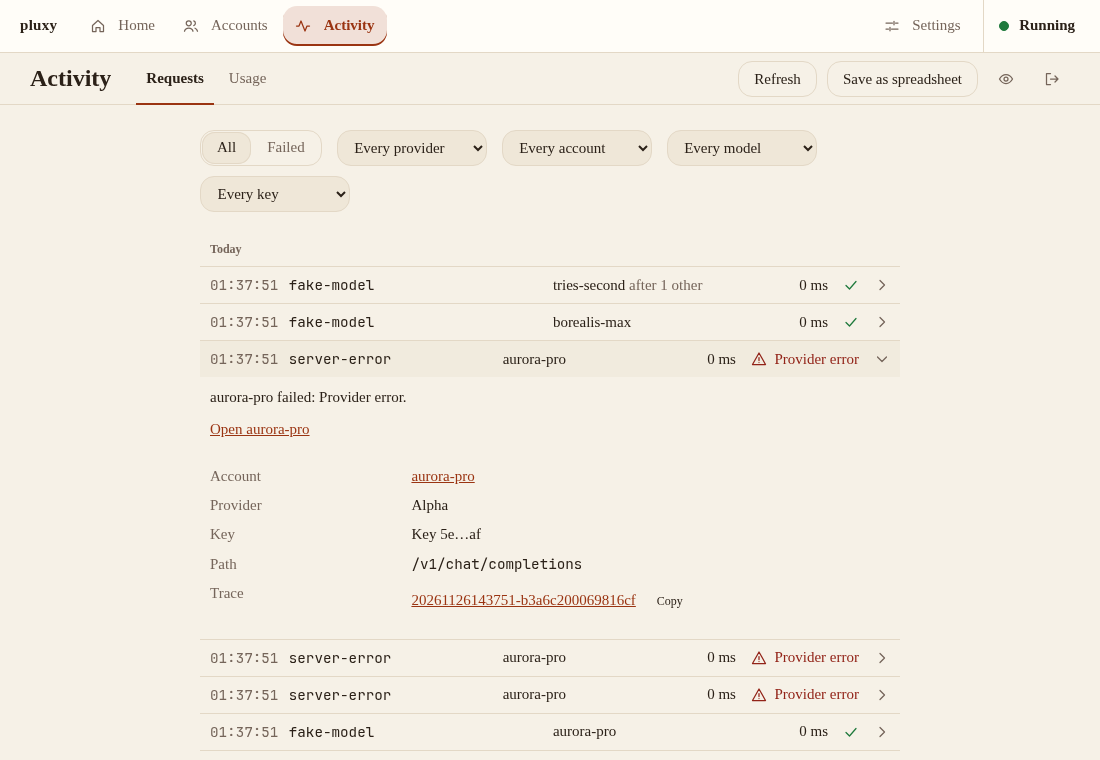 pluxy Home Accounts Activity Settings Running
Activity Requests Usage Refresh Save as spreadsheet
All Failed Every provider Every account Every model
Every key
Today
01:37:51 fake-model tries-second after 1 other 0 ms
01:37:51 fake-model borealis-max 0 ms
01:37:51 server-error aurora-pro 0 ms Provider error
aurora-pro failed: Provider error.
Open aurora-pro
Account aurora-pro
Provider Alpha
Key Key 5e…af
Path /v1/chat/completions
Trace 20261126143751-b3a6c200069816cf Copy
01:37:51 server-error aurora-pro 0 ms Provider error
01:37:51 server-error aurora-pro 0 ms Provider error
01:37:51 fake-model aurora-pro 0 ms